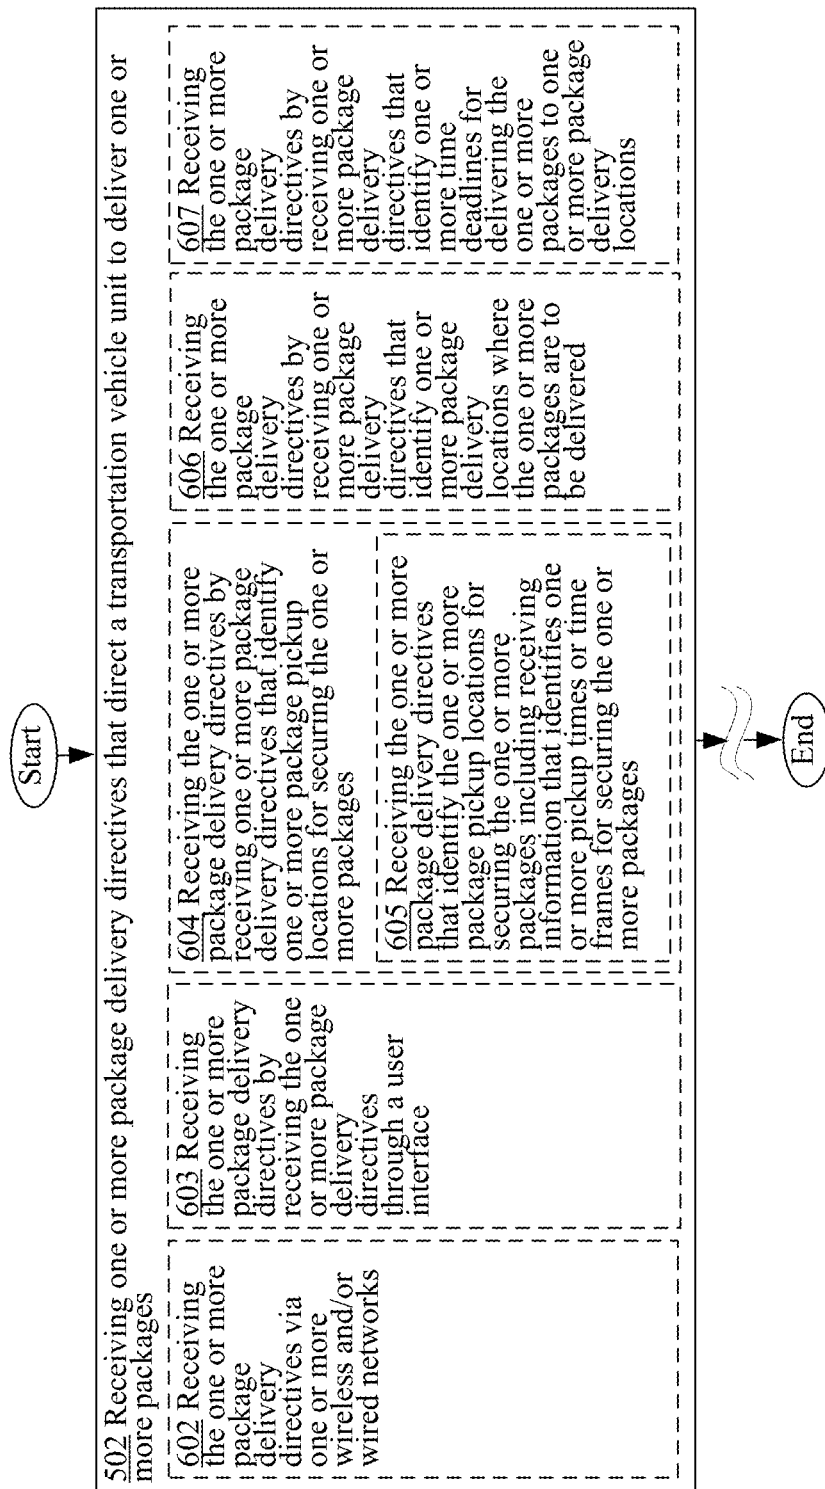 Start
502 Receiving one or more package delivery directives that direct a transportation vehicle unit to deliver one or
more packages
602 Receiving
the one or more
package
delivery
directives via
one or more
wireless and/or
wired networks
603 Receiving
the one or more
package delivery
directives by
receiving the one
or more package
delivery
directives
through a user
interface
604 Receiving the one or more
package delivery directives by
receiving one or more package
delivery directives that identify
one or more package pickup
locations for securing the one or
more packages
605 Receiving the one or more
package delivery directives
that identify the one or more
package pickup locations for
securing the one or more
packages including receiving
information that identifies one
or more pickup times or time
frames for securing the one or
more packages
606 Receiving
the one or more
package
delivery
directives by
receiving one or
more package
delivery
directives that
identify one or
more package
delivery
locations where
the one or more
packages are to
be delivered
607 Receiving
the one or more
package
delivery
directives by
receiving one or
more package
delivery
directives that
identify one or
more time
deadlines for
delivering the
one or more
packages to one
or more package
delivery
locations
End